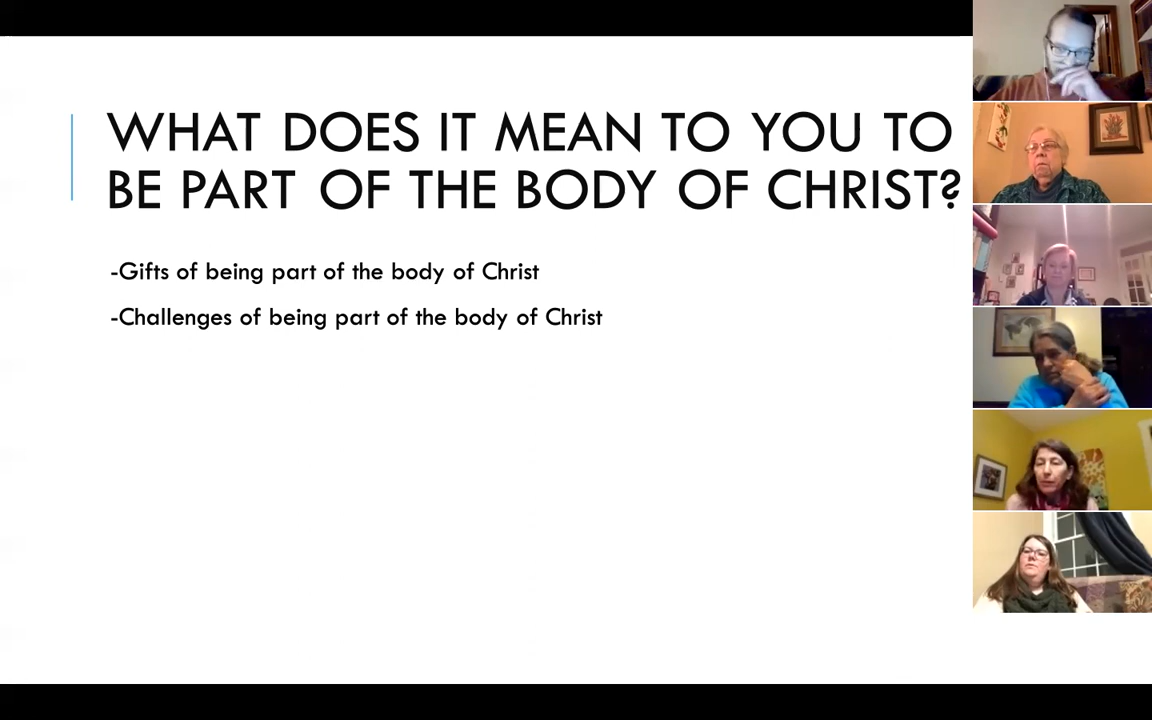 WHAT DOES IT MEAN TO YOU TO
BE PART OF THE BODY OF CHRIST?
-Gifts of being part of the body of Christ
-Challenges of being part of the body of Christ